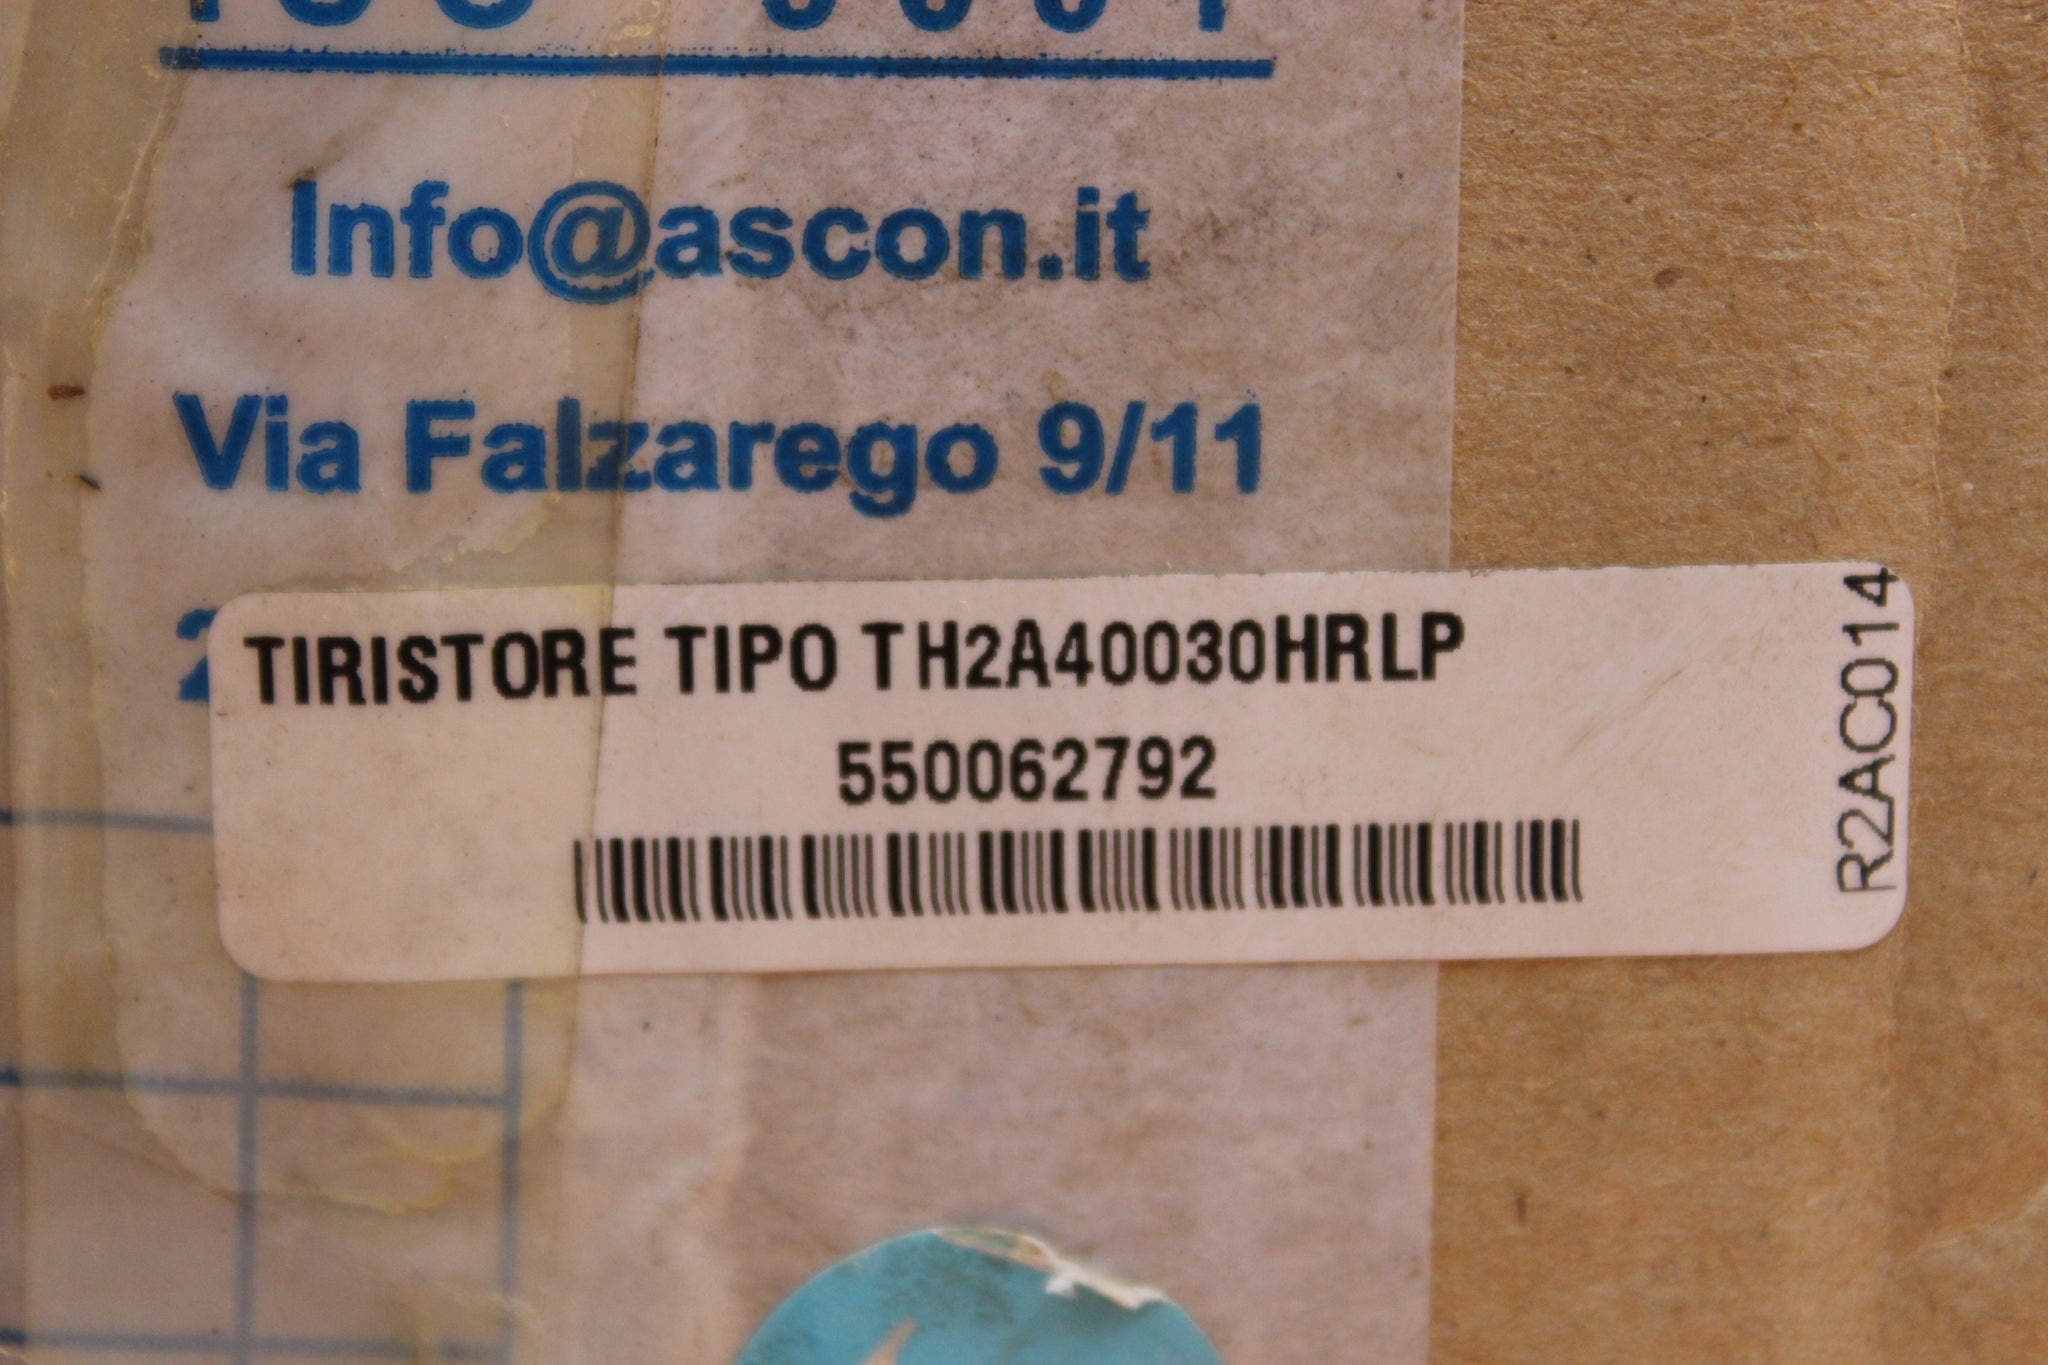 Info@ascon.it
Via Falzarego 9/11
TIRISTORE TIPO TH2A40030HRLP
550062792
R2AC014